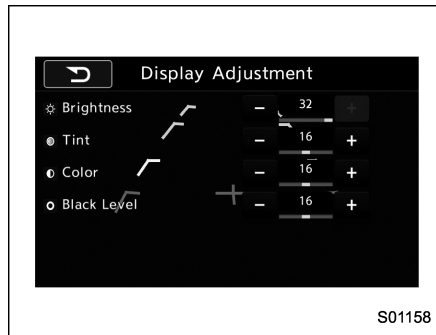 Display Adjustment
Brightness − 32 +
Tint − 16 +
Color − 16 +
Black Level − 16 +
S01158